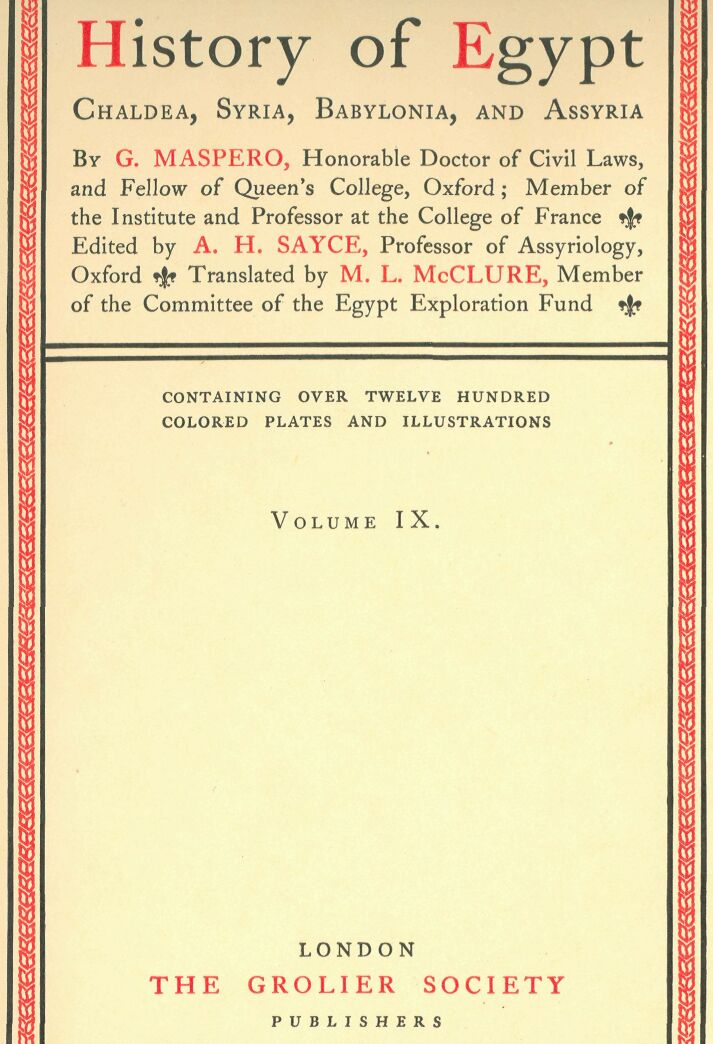 History of Egypt
CHALDEA, SYRIA, BABYLONIA, AND ASSYRIA
By G. MASPERO, Honorable Doctor of Civil Laws,
and Fellow of Queen's College, Oxford; Member of
the Institute and Professor at the College of France
Edited by A. H. SAYCE, Professor of Assyriology,
Oxford Translated by M. L. McCLURE, Member
of the Committee of the Egypt Exploration Fund
CONTAINING OVER TWELVE HUNDRED
COLORED PLATES AND ILLUSTRATIONS
VOLUME IX.
LONDON
THE GROLIER SOCIETY
PUBLISHERS